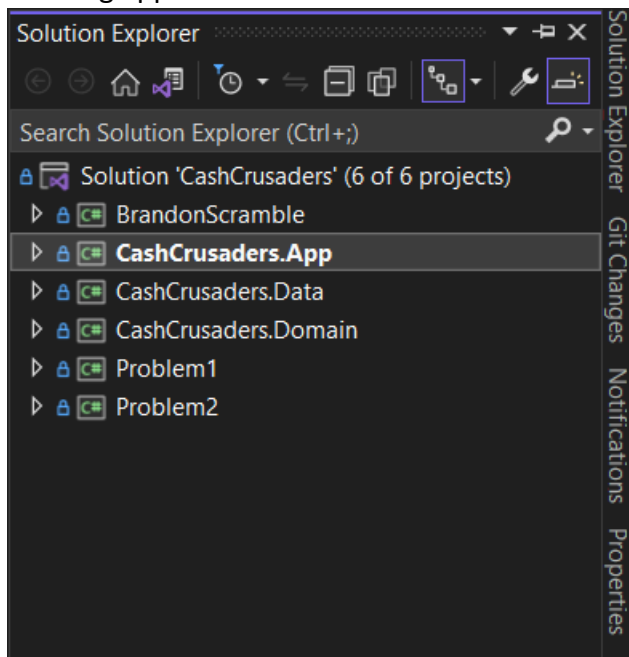 Solution Explorer
Search Solution Explorer (Ctrl+;)
Solution 'CashCrusaders' (6 of 6 projects)
C# BrandonScramble
C# CashCrusaders.App
C# CashCrusaders.Data
C# CashCrusaders.Domain
C# Problem1
C# Problem2
Solution Explorer
Git Changes
Notifications
Properties